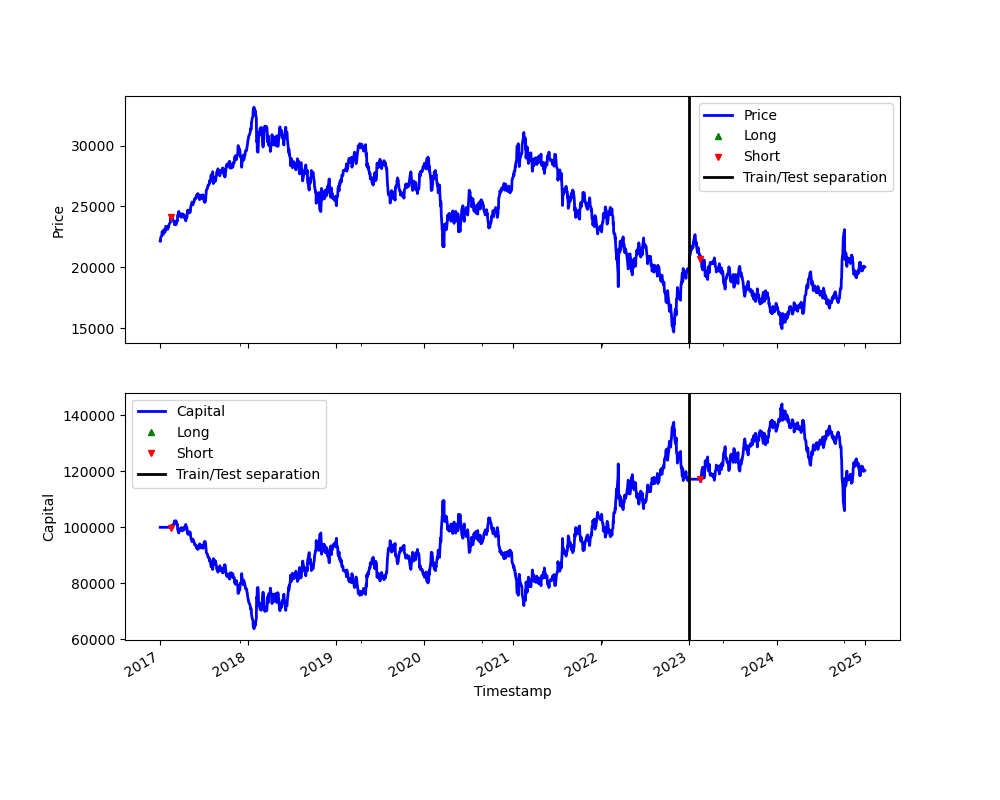 30000
25000
20000
15000
Price
Price
Long
Short
Train/Test separation
140000
120000
100000
80000
60000
Capital
Capital
Long
Short
Train/Test separation
2017
2018
2019
2020
2021
2022
2023
2024
2025
Timestamp